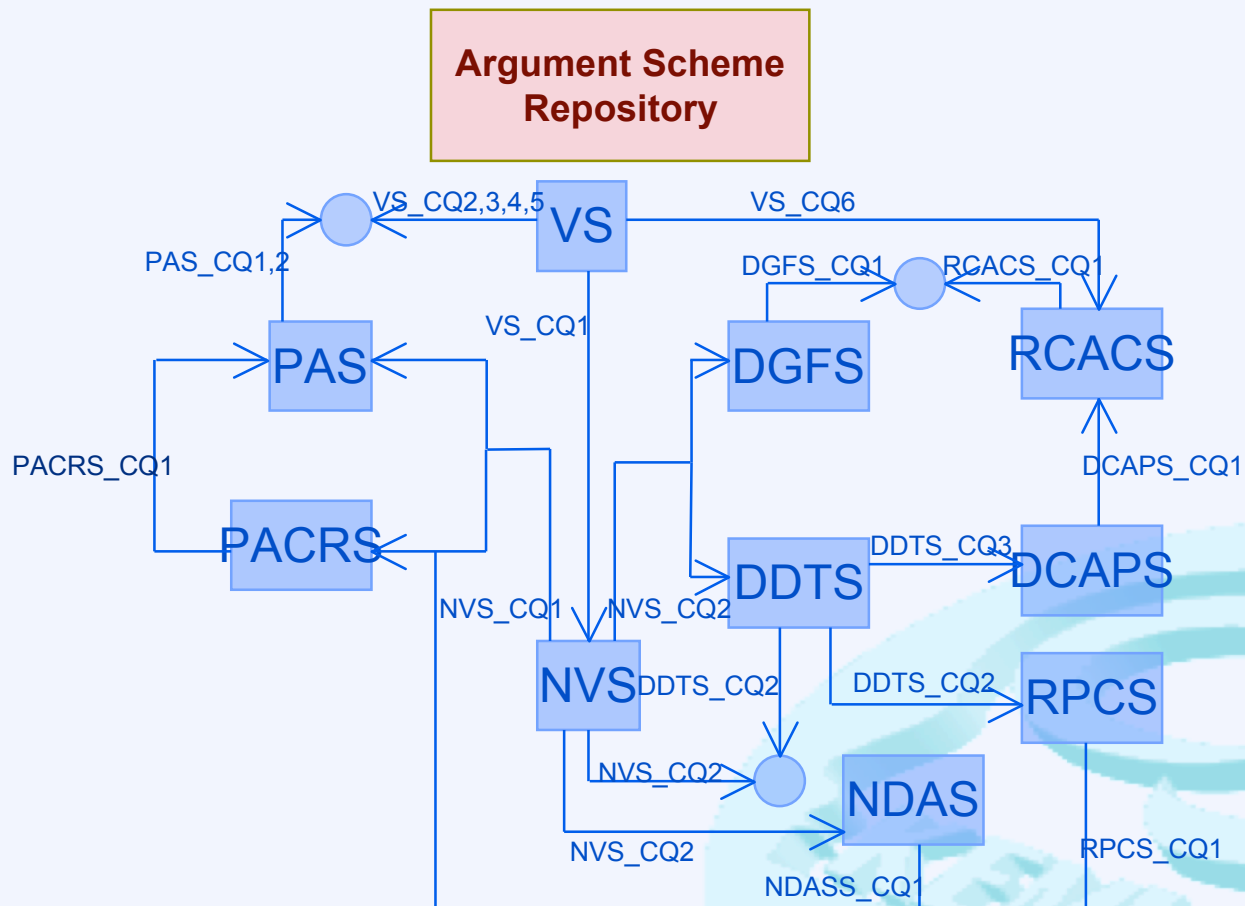 Argument Scheme
Repository
VS_CQ2,3,4,5
VS
VS_CQ6
PAS_CQ1,2
DGFS_CQ1
RCACS_CQ1
VS_CQ1
PAS
DGFS
RCACS
PACRS_CQ1
DCAPS_CQ1
PACRS
DDTS
DDTS_CQ3
DCAPS
NVS_CQ1
NVS_CQ2
NVS
DDTS_CQ2
DDTS_CQ2
RPCS
NVS_CQ2
NDAS
NVS_CQ2
RPCS_CQ1
NDASS_CQ1